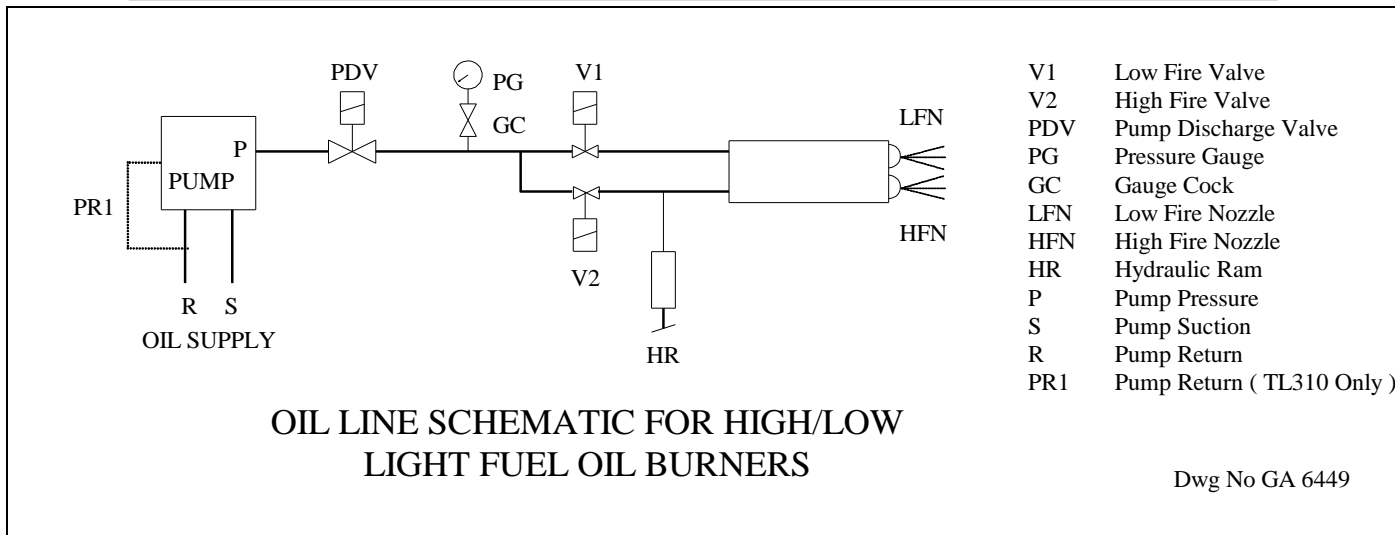 PDV
PG
GC
V1
LFN
P
PUMP
PR1
HFN
V2
R S
OIL SUPPLY
HR
V1 Low Fire Valve
V2 High Fire Valve
PDV Pump Discharge Valve
PG Pressure Gauge
GC Gauge Cock
LFN Low Fire Nozzle
HFN High Fire Nozzle
HR Hydraulic Ram
P Pump Pressure
S Pump Suction
R Pump Return
PR1 Pump Return ( TL310 Only )
OIL LINE SCHEMATIC FOR HIGH/LOW
LIGHT FUEL OIL BURNERS
Dwg No GA 6449